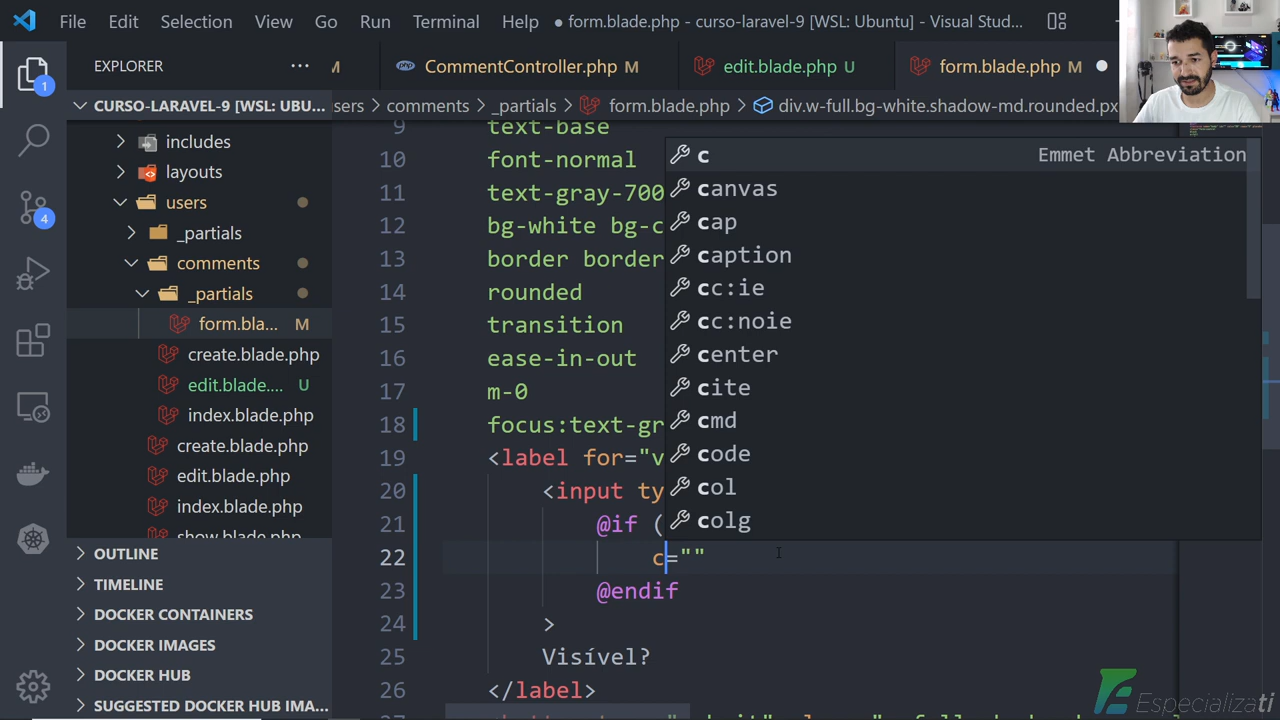 File Edit Selection View Go Run Terminal Help ● form.blade.php - curso-laravel-9 [WSL: Ubuntu] - Visual Stud...
EXPLORER ...
M CommentController.php M edit.blade.php U form.blade.php M ●
CURSO-LARAVEL-9 [WSL: UBU...
sers > comments > _partials > form.blade.php > div.w-full.bg-white.shadow-md.rounded.px
includes
layouts
users
_partials
comments
_partials
form.bla... M
create.blade.php
edit.blade.... U
index.blade.php
create.blade.php
edit.blade.php
index.blade.php
show.blade.php
OUTLINE
TIMELINE
DOCKER CONTAINERS
DOCKER IMAGES
DOCKER HUB
SUGGESTED DOCKER HUB IMA...
1
4
9 text-base
10 font-normal
11 text-gray-700
12 bg-white bg-c
13 border border
14 rounded
15 transition
16 ease-in-out
17 m-0
18 focus:text-gr
19 <label for="v
20 <input ty
21 @if (
22 c=""
23 @endif
24 >
25 Visível?
26 </label>
27
c Emmet Abbreviation
canvas
cap
caption
cc:ie
cc:noie
center
cite
cmd
code
col
colg
Especializati